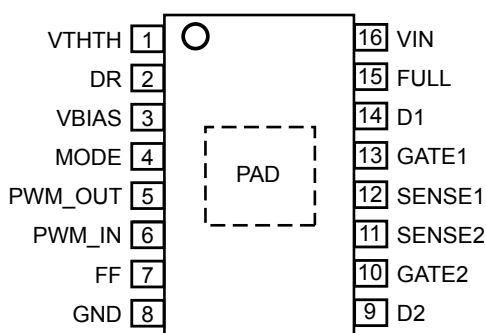 VTHTH 1 16 VIN
DR 2 15 FULL
VBIAS 3 14 D1
MODE 4 13 GATE1
PAD
PWM_OUT 5 12 SENSE1
PWM_IN 6 11 SENSE2
FF 7 10 GATE2
GND 8 9 D2